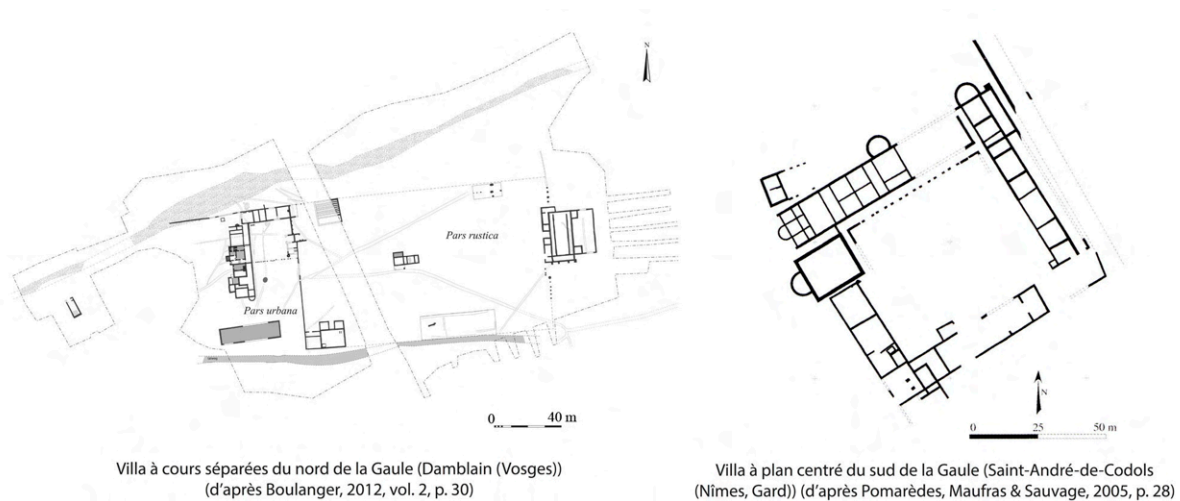 N
Pars rustica
Pars urbana
0 40 m
Villa à cours séparées du nord de la Gaule (Damblain (Vosges))
(d'après Boulanger, 2012, vol. 2, p. 30)
N
0 25 50 m
Villa à plan centré du sud de la Gaule (Saint-André-de-Codols
(Nîmes, Gard)) (d'après Pomarèdes, Maufras & Sauvage, 2005, p. 28)